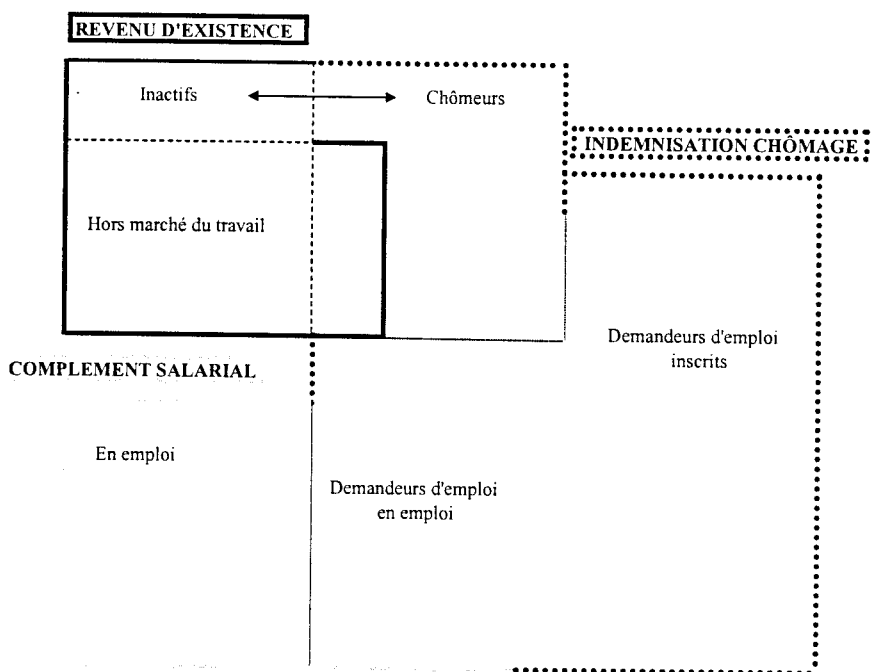 REVENU D'EXISTENCE
Inactifs
Chômeurs
INDEMNISATION CHÔMAGE
Hors marché du travail
Demandeurs d'emploi
inscrits
COMPLEMENT SALARIAL
En emploi
Demandeurs d'emploi
en emploi